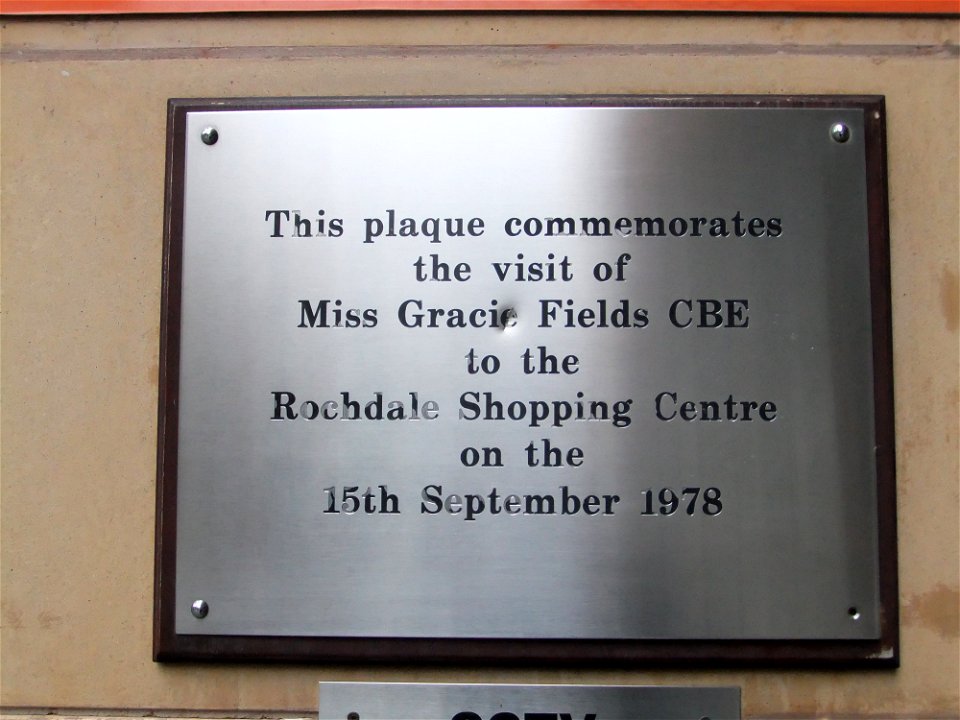 This plaque commemorates
the visit of
Miss Gracie Fields CBE
to the
Rochdale Shopping Centre
on the
15th September 1978
CCTV